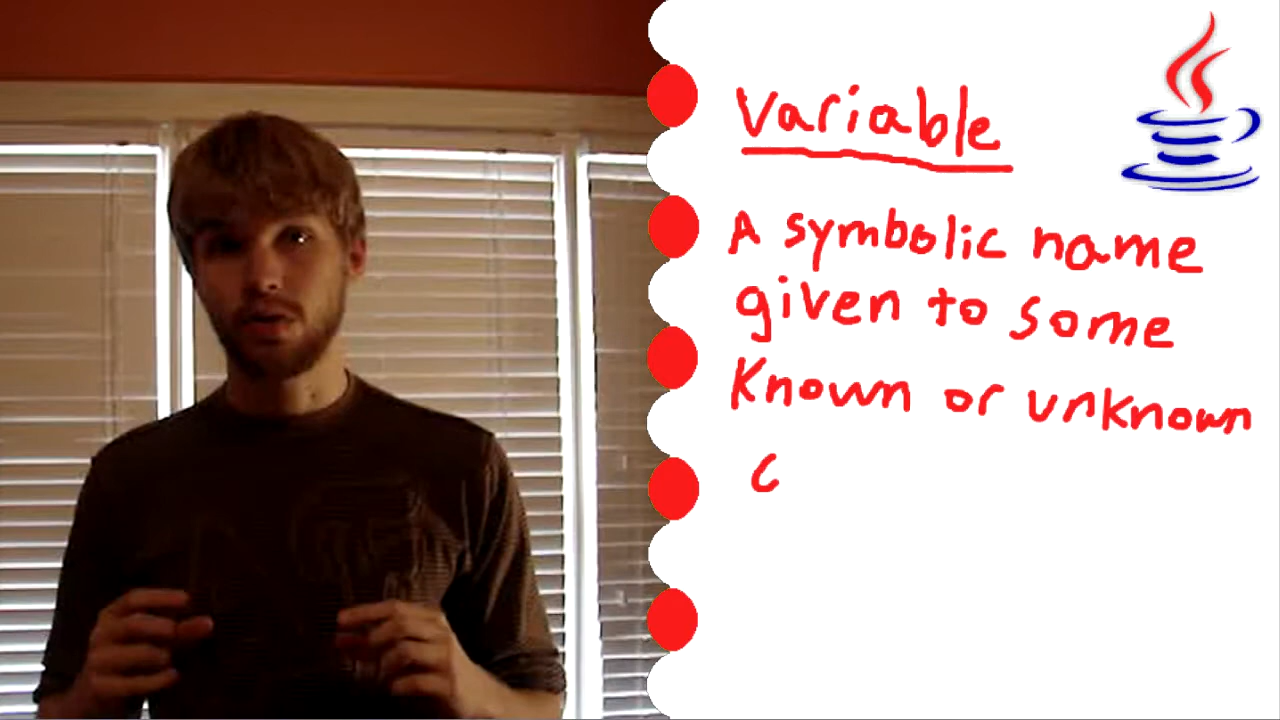 Variable
A symbolic name
given to some
Known or unknown